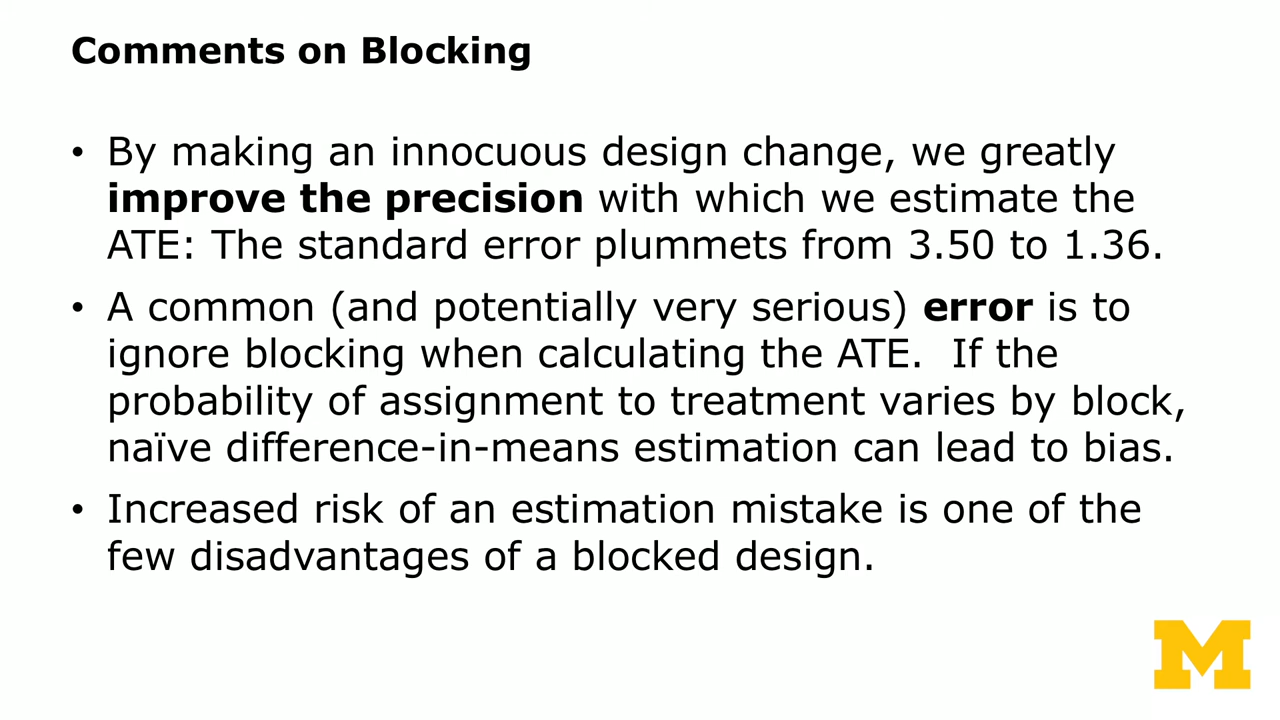 Comments on Blocking
• By making an innocuous design change, we greatly
improve the precision with which we estimate the
ATE: The standard error plummets from 3.50 to 1.36.
• A common (and potentially very serious) error is to
ignore blocking when calculating the ATE.  If the
probability of assignment to treatment varies by block,
naïve difference-in-means estimation can lead to bias.
• Increased risk of an estimation mistake is one of the
few disadvantages of a blocked design.
M